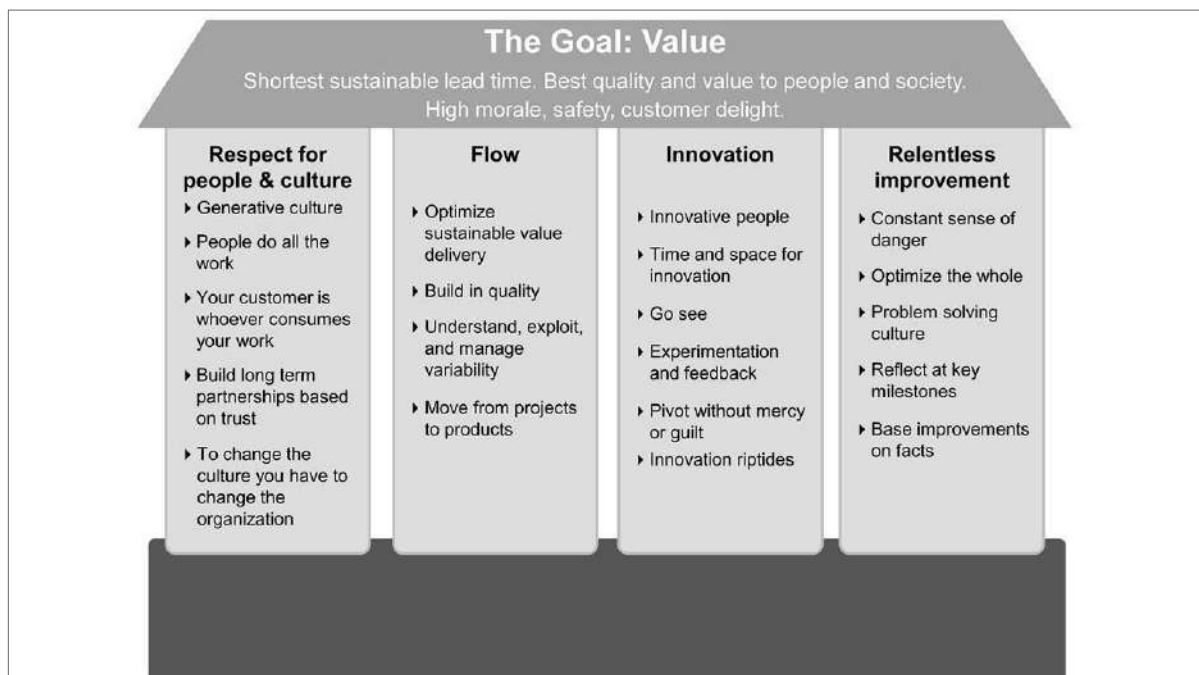 The Goal: Value
Shortest sustainable lead time. Best quality and value to people and society.
High morale, safety, customer delight.
Respect for
people & culture
Generative culture
People do all the
work
Your customer is
whoever consumes
your work
Build long term
partnerships based
on trust
To change the
culture you have to
change the
organization
Flow
Optimize
sustainable value
delivery
Build in quality
Understand, exploit,
and manage
variability
Move from projects
to products
Innovation
Innovative people
Time and space for
innovation
Go see
Experimentation
and feedback
Pivot without mercy
or guilt
Innovation riptides
Relentless
improvement
Constant sense of
danger
Optimize the whole
Problem solving
culture
Reflect at key
milestones
Base improvements
on facts